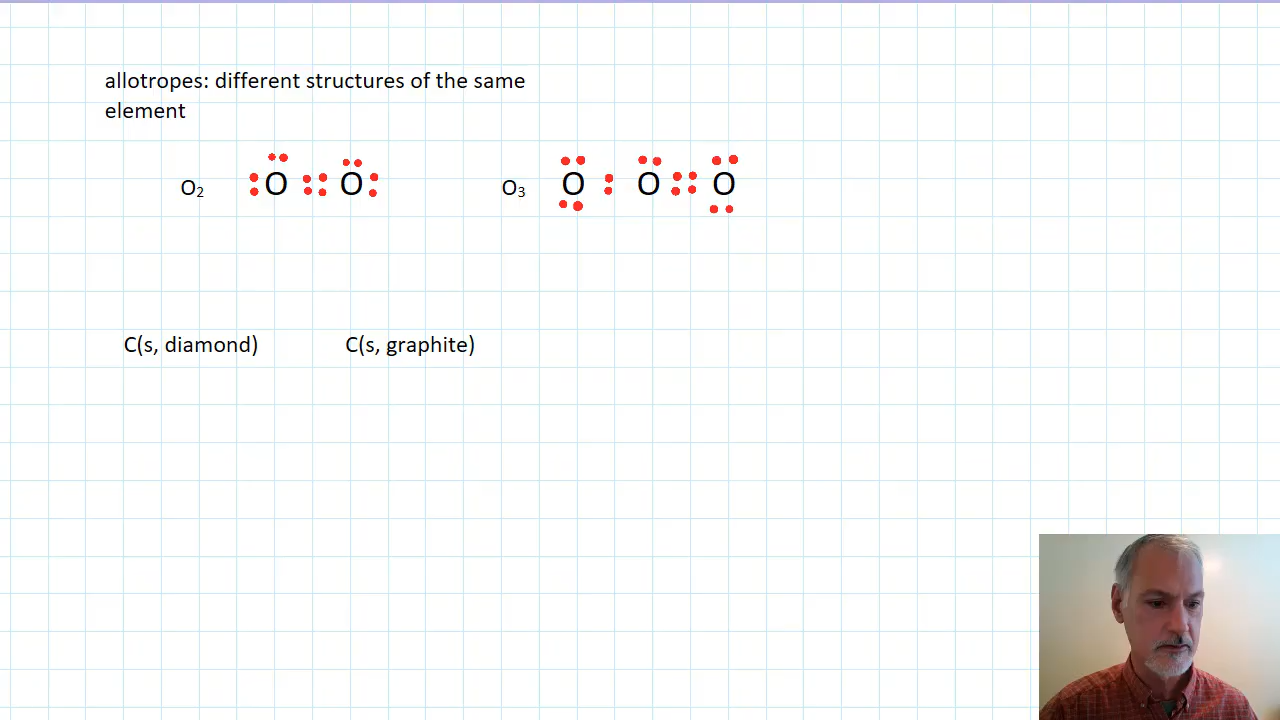 allotropes: different structures of the same
element
O₂ O O O₃ O O O
C(s, diamond) C(s, graphite)